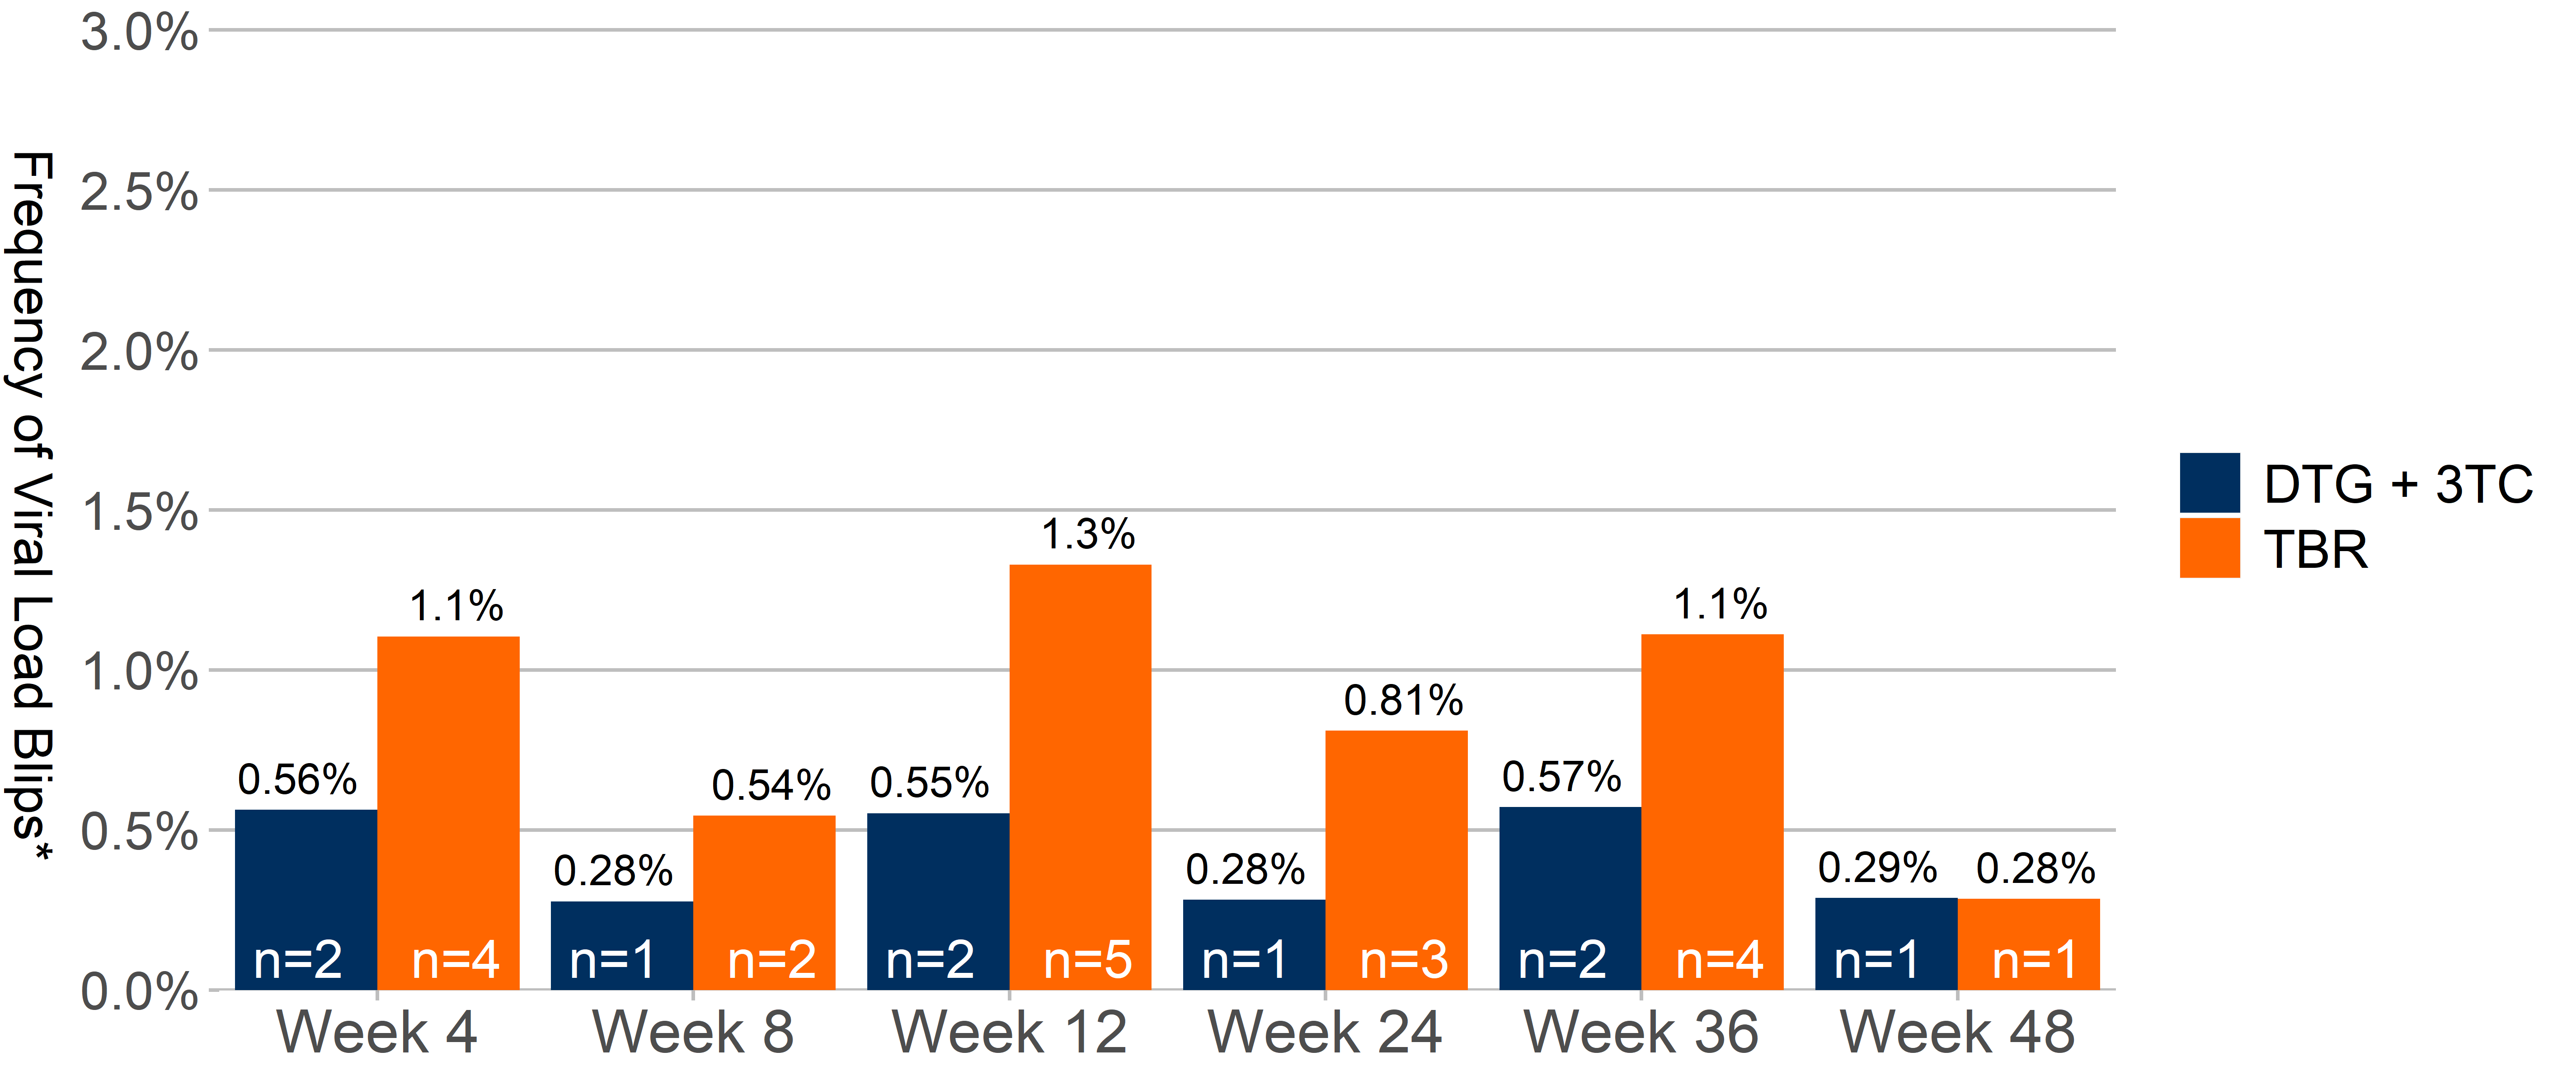 Frequency of Viral Load Blips*
3.0%
2.5%
2.0%
1.5%
1.0%
0.5%
0.0%
0.56%
1.1%
0.28%
0.54%
0.55%
1.3%
0.28%
0.81%
0.57%
1.1%
0.29%
0.28%
n=2
n=4
n=1
n=2
n=2
n=5
n=1
n=3
n=2
n=4
n=1
n=1
Week 4
Week 8
Week 12
Week 24
Week 36
Week 48
DTG + 3TC
TBR